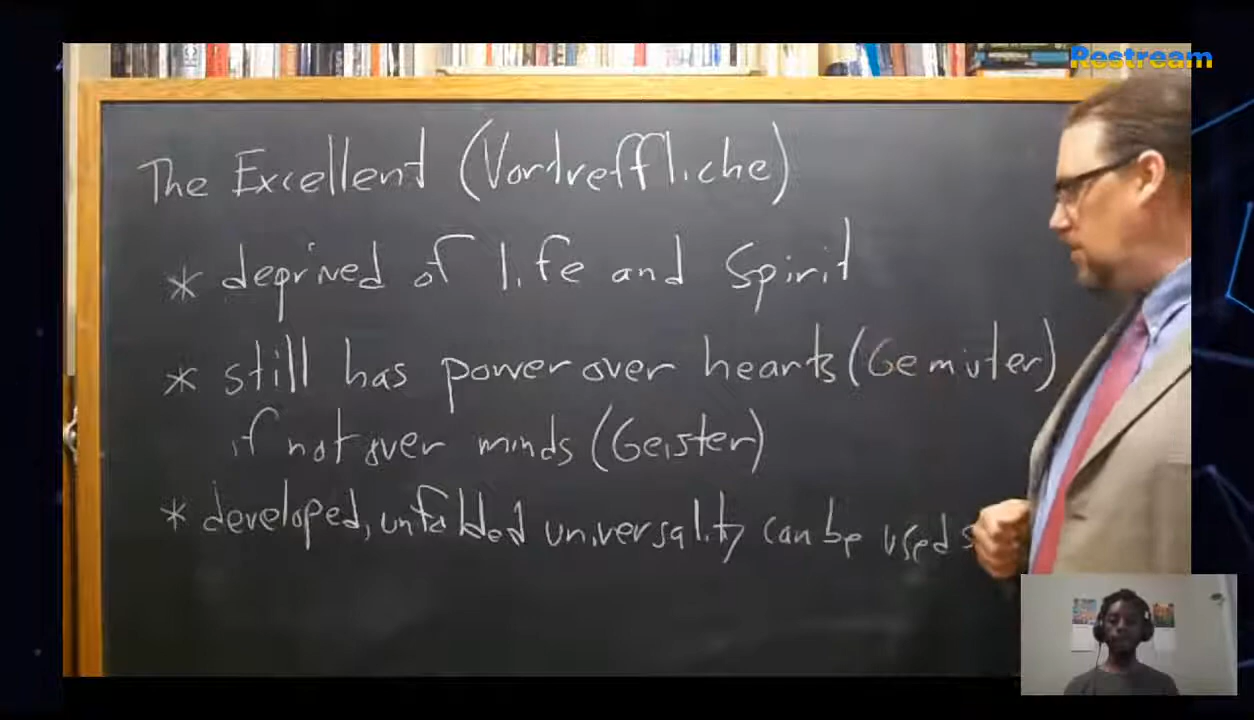 Restream
The Excellent (Vordreffliche)
* deprived of life and Spirit
* still has power over hearts (Gemuter)
if not over minds (Geister)
* developed, unfolded universality can be used